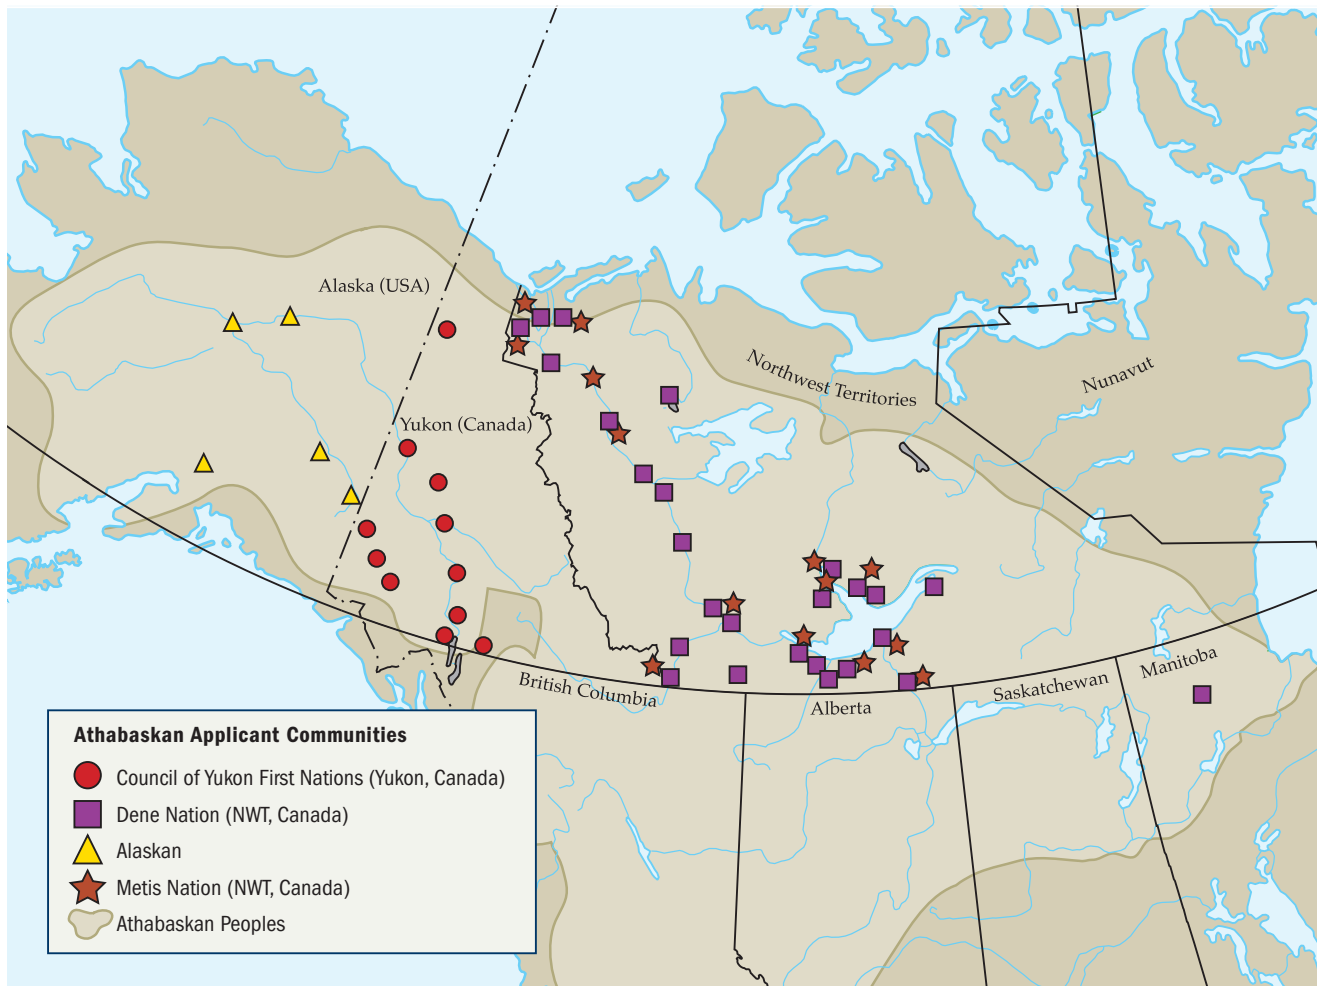 Alaska (USA)
Yukon (Canada)
Northwest Territories
Nunavut
British Columbia
Alberta
Saskatchewan
Manitoba
Athabaskan Applicant Communities
Council of Yukon First Nations (Yukon, Canada)
Dene Nation (NWT, Canada)
Alaskan
Metis Nation (NWT, Canada)
Athabaskan Peoples